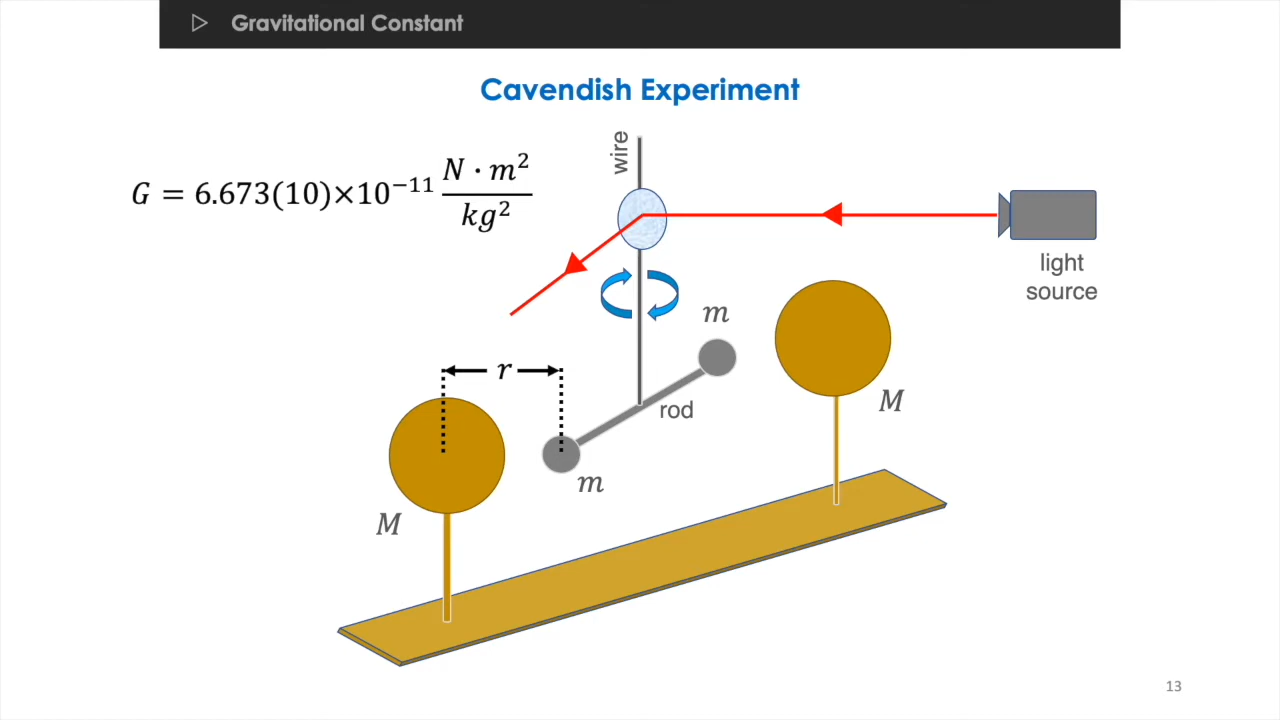 Gravitational Constant
Cavendish Experiment
wire
G = 6.673(10)×10⁻¹¹ N · m² / kg²
light
source
m
r
rod
M
m
M
13